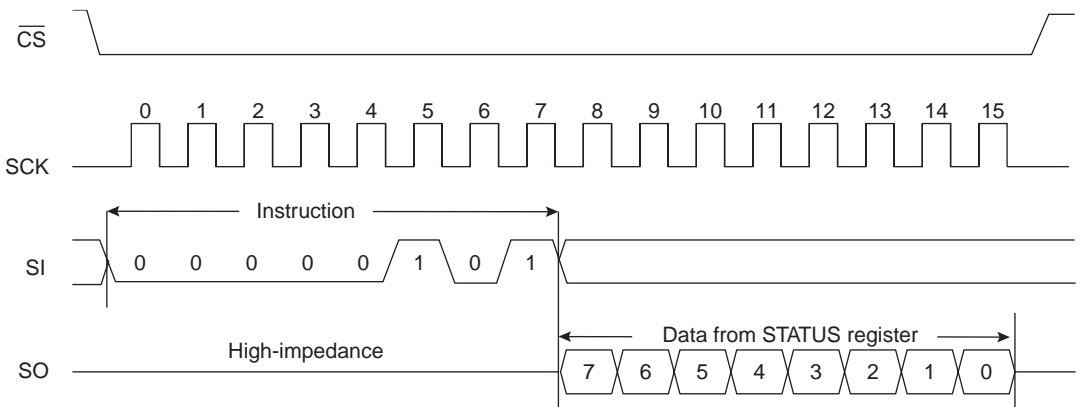 CS
0 1 2 3 4 5 6 7 8 9 10 11 12 13 14 15
SCK
Instruction
SI 0 0 0 0 0 1 0 1
Data from STATUS register
High-impedance
SO 7 6 5 4 3 2 1 0